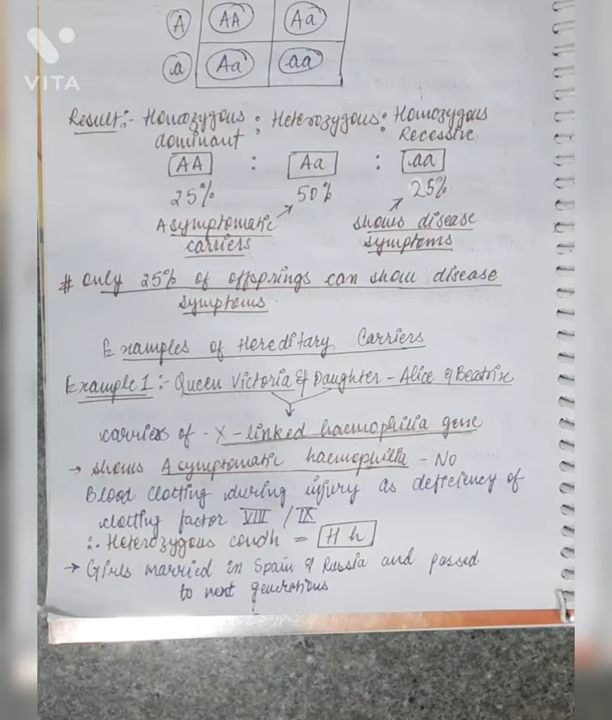 VITA
A AA Aa
a Aa aa
Result:- Homozygous : Heterozygous : Homozygous
dominant Recessive
AA : Aa : aa
25% 50% 25%
Asymptomatic shows disease
carriers symptoms
# only 25% of offsprings can show disease
symptoms.
Examples of Hereditary Carriers
Example 1:- Queen Victoria & Daughter - Alice & Beatrix
carriers of - X-linked haemophilia gene
→ shows Asymptomatic haemophilia - No
Blood clotting during injury as deficiency of
clotting factor VIII / IX
∴ Heterozygous condn = Hh
→ Girls married in Spain & Russia and passed
to next generations